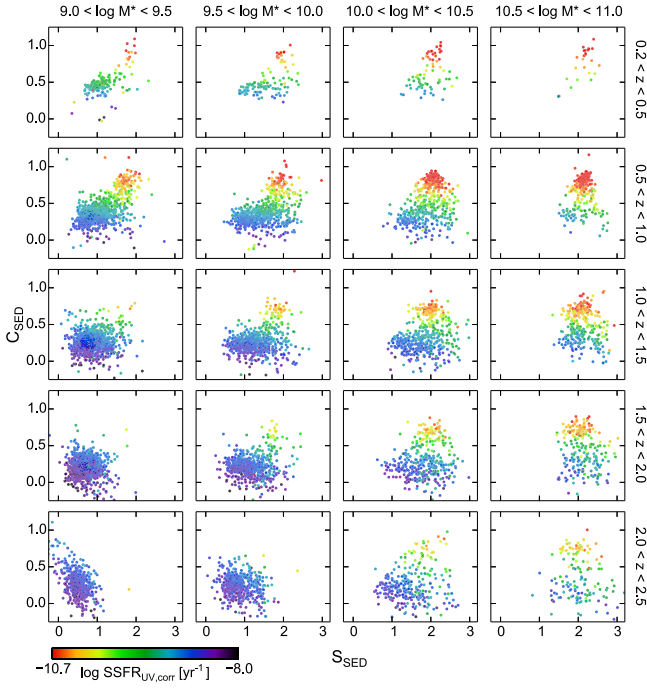 9.0 < log M* < 9.5 9.5 < log M* < 10.0 10.0 < log M* < 10.5 10.5 < log M* < 11.0
1.0
0.5
0.0
0.2 < z < 0.5
1.0
0.5
0.0
0.5 < z < 1.0
1.0
0.5
0.0
C_SED
1.0 < z < 1.5
1.0
0.5
0.0
1.5 < z < 2.0
1.0
0.5
0.0
2.0 < z < 2.5
0 1 2 3 0 1 2 3 0 1 2 3 0 1 2 3
−10.7 log SSFR_UV,corr [yr⁻¹] −8.0
S_SED